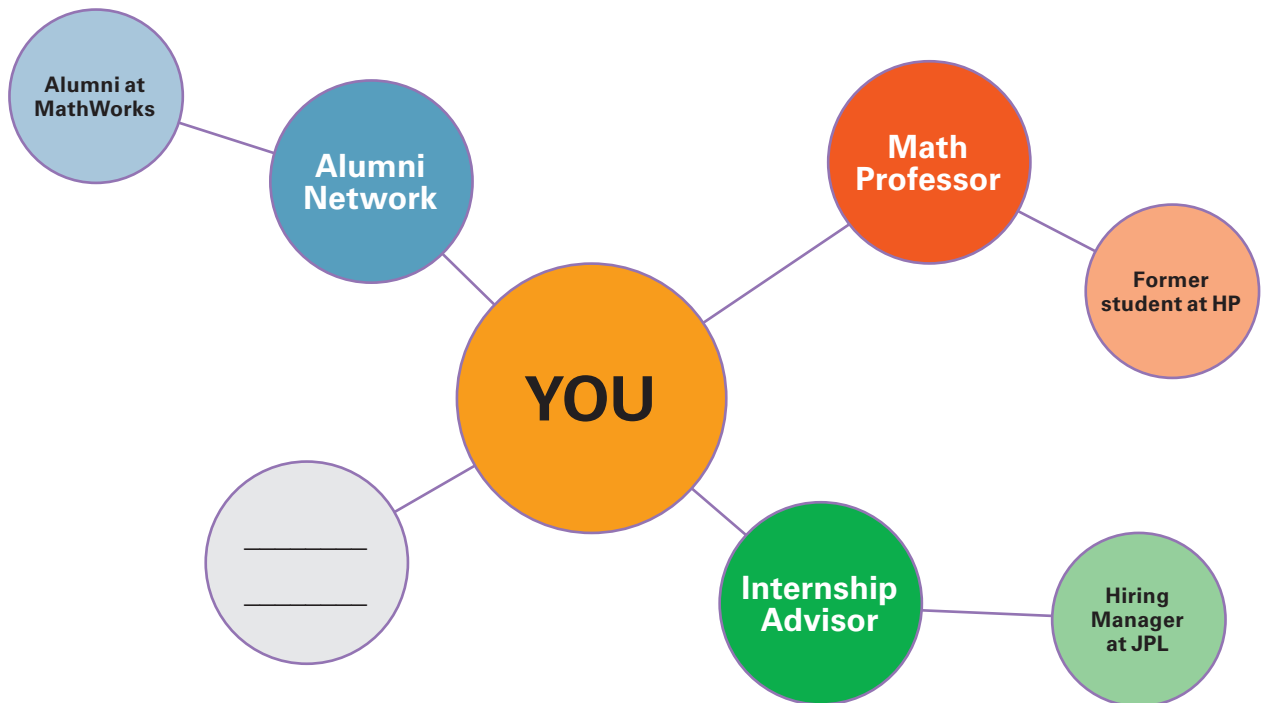 Alumni at
MathWorks
Alumni
Network
Math
Professor
Former
student at HP
YOU
Internship
Advisor
Hiring
Manager
at JPL